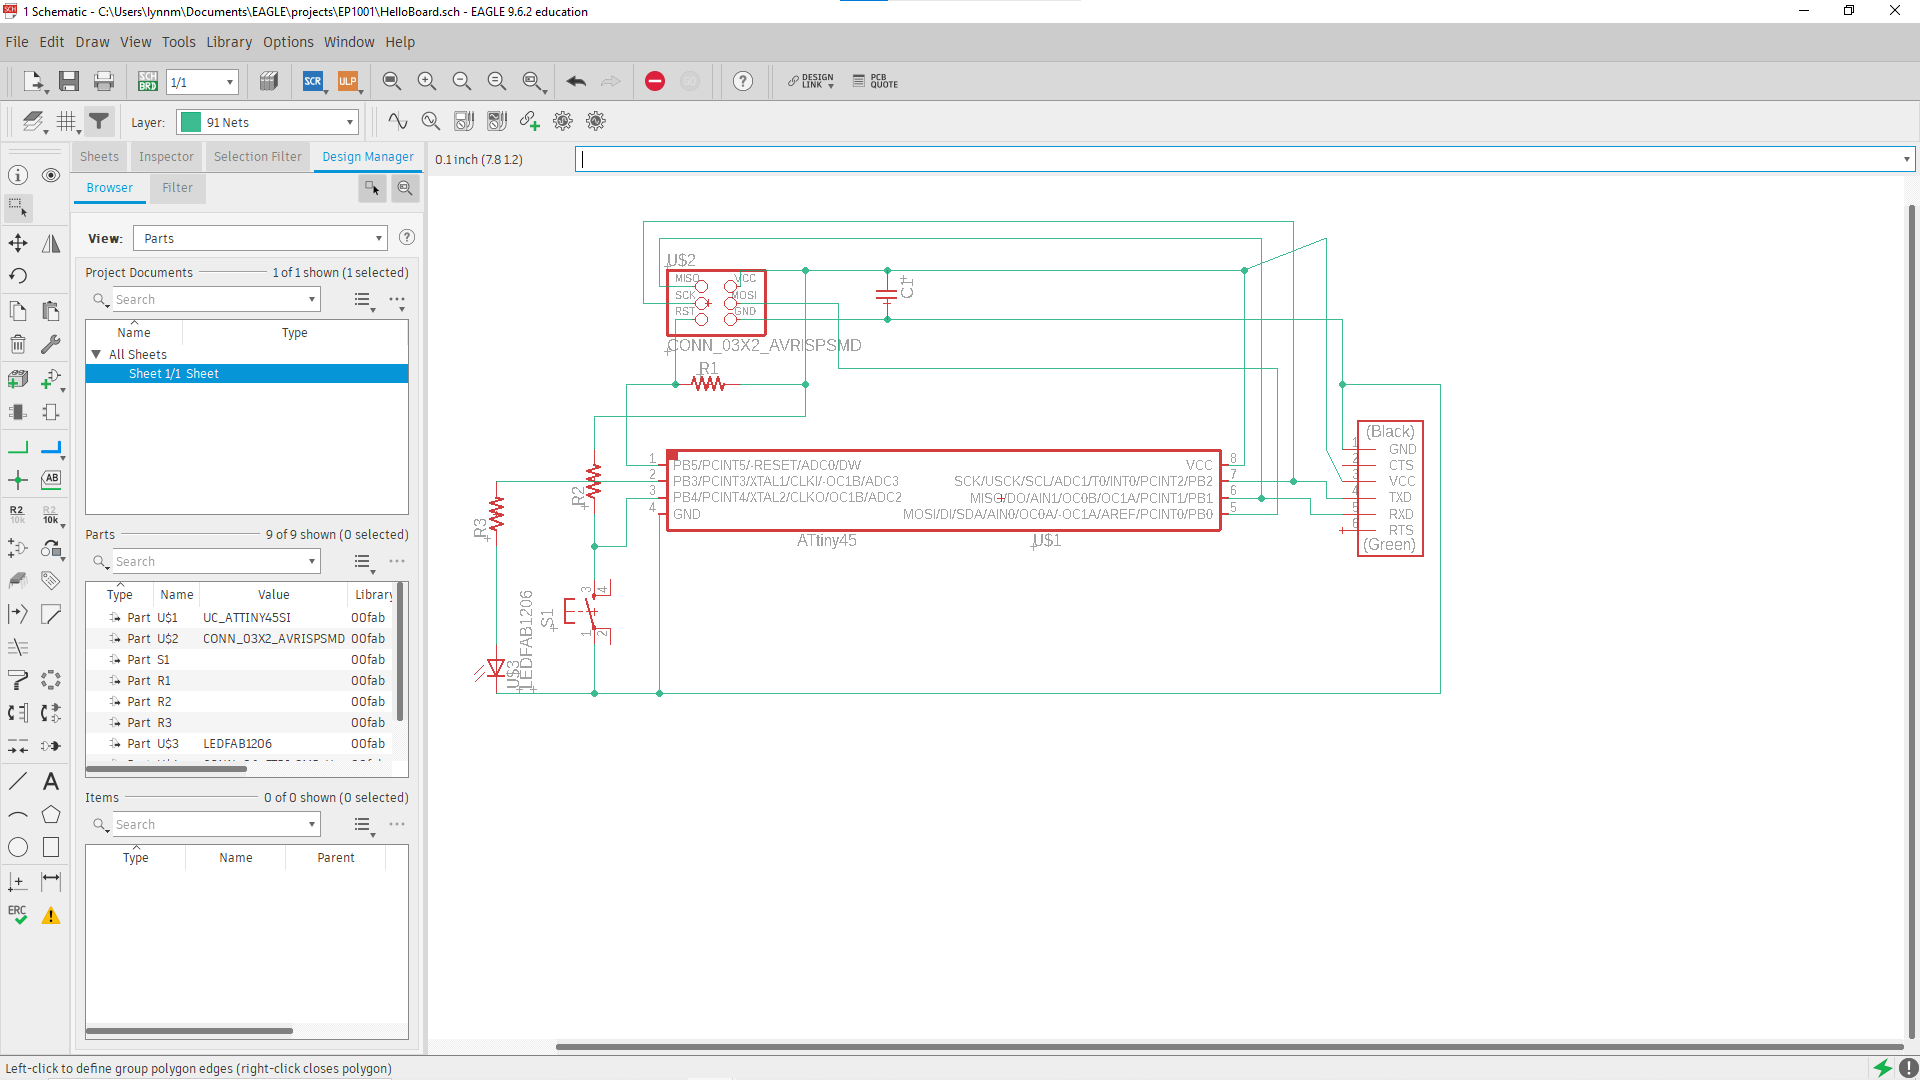 1 Schematic - C:\Users\lynnm\Documents\EAGLE\projects\EP1001\HelloBoard.sch - EAGLE 9.6.2 education
File Edit Draw View Tools Library Options Window Help
SCH BRD 1/1 SCR ULP DESIGN LINK PCB QUOTE
Layer: 91 Nets
Sheets Inspector Selection Filter Design Manager
0.1 inch (7.8 1.2)
Browser Filter
View: Parts
Project Documents 1 of 1 shown (1 selected)
Search
Name Type
All Sheets
Sheet 1/1 Sheet
Parts 9 of 9 shown (0 selected)
Search
Type Name Value Library
Part U$1 UC_ATTINY45SI 00fab
Part U$2 CONN_03X2_AVRISPSMD 00fab
Part S1 00fab
Part R1 00fab
Part R2 00fab
Part R3 00fab
Part U$3 LEDFAB1206 00fab
Items 0 of 0 shown (0 selected)
Search
Type Name Parent
R2 10k R2 10k
ERC
U$2
MISO VCC
SCK MOSI
RST GND
CONN_03X2_AVRISPSMD
C1
R1
R2
R3
1 PB5/PCINT5/-RESET/ADC0/DW VCC 8
2 PB3/PCINT3/XTAL1/CLKI/-OC1B/ADC3 SCK/USCK/SCL/ADC1/T0/INT0/PCINT2/PB2 7
3 PB4/PCINT4/XTAL2/CLKO/OC1B/ADC2 MISO/DO/AIN1/OC0B/OC1A/PCINT1/PB1 6
4 GND MOSI/DI/SDA/AIN0/OC0A/-OC1A/AREF/PCINT0/PB0 5
ATtiny45 U$1
(Black)
1 GND
2 CTS
3 VCC
4 TXD
5 RXD
6 RTS
(Green)
S1
3 4
1 2
U$3
LEDFAB1206
Left-click to define group polygon edges (right-click closes polygon)